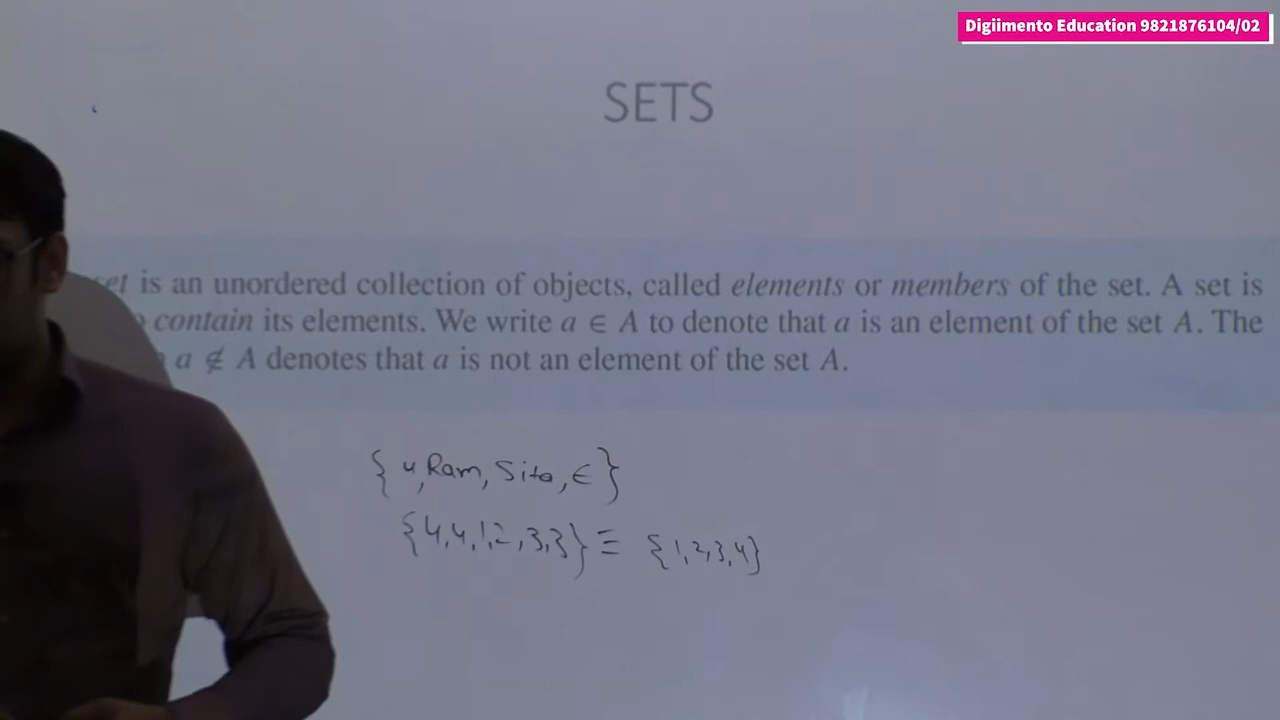 Digiimento Education 9821876104/02
SETS
is an unordered collection of objects, called elements or members of the set. A set is
contain its elements. We write a ∈ A to denote that a is an element of the set A. The
a ∉ A denotes that a is not an element of the set A.
{ 4, Ram, Sita, ∈ }
{4,4,1,2,3,3} ≡ {1,2,3,4}